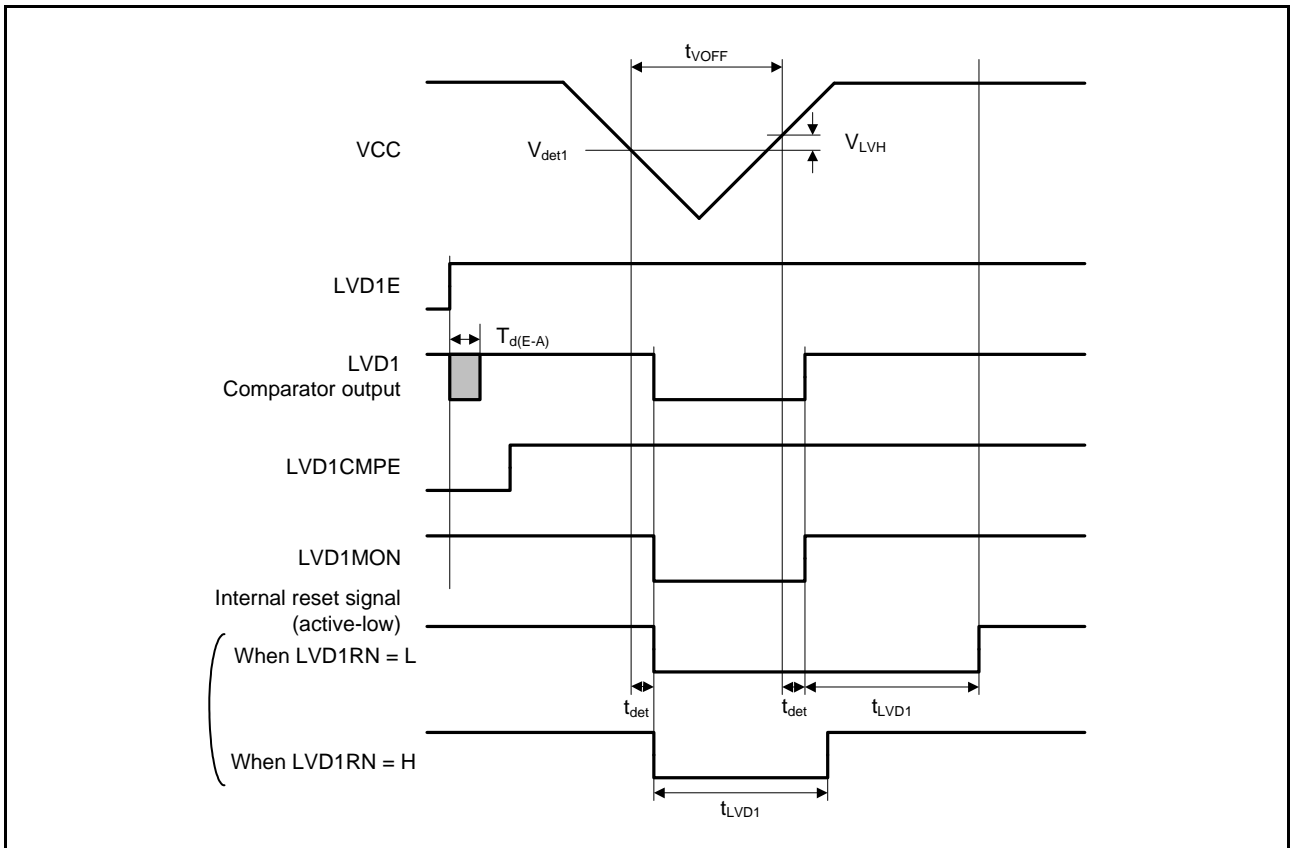 tVOFF
VCC
Vdet1
VLVH
LVD1E
Td(E-A)
LVD1
Comparator output
LVD1CMPE
LVD1MON
Internal reset signal
(active-low)
When LVD1RN = L
tdet
tdet
tLVD1
When LVD1RN = H
tLVD1